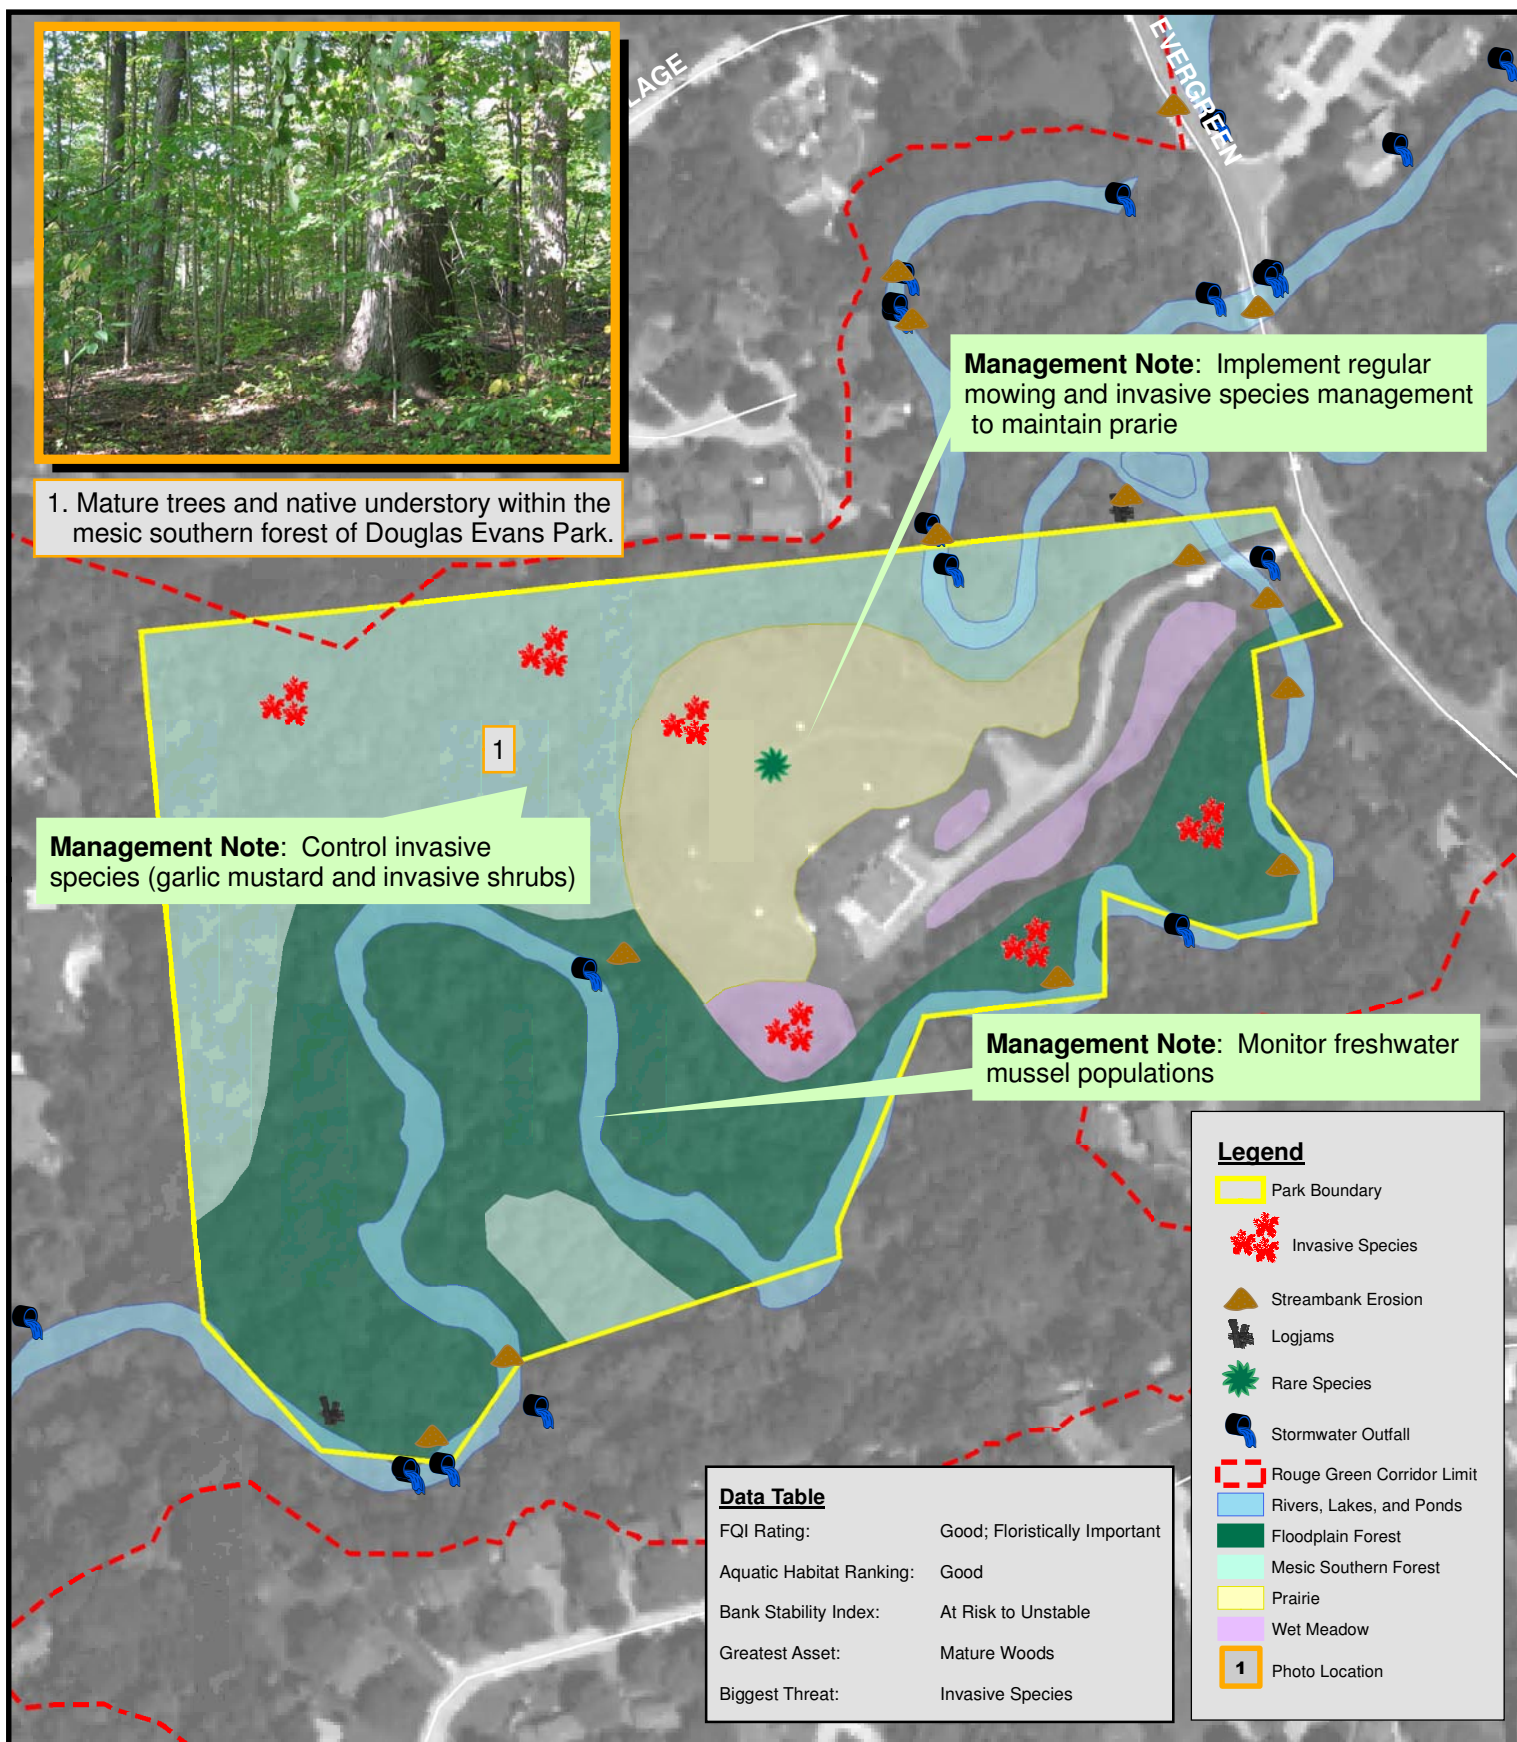 LAGE
EVERGREEN
1. Mature trees and native understory within the
mesic southern forest of Douglas Evans Park.
Management Note: Implement regular
mowing and invasive species management
to maintain prarie
1
Management Note: Control invasive
species (garlic mustard and invasive shrubs)
Management Note: Monitor freshwater
mussel populations
Legend
Park Boundary
Invasive Species
Streambank Erosion
Logjams
Rare Species
Stormwater Outfall
Rouge Green Corridor Limit
Rivers, Lakes, and Ponds
Floodplain Forest
Mesic Southern Forest
Prairie
Wet Meadow
1 Photo Location
Data Table
FQI Rating: Good; Floristically Important
Aquatic Habitat Ranking: Good
Bank Stability Index: At Risk to Unstable
Greatest Asset: Mature Woods
Biggest Threat: Invasive Species